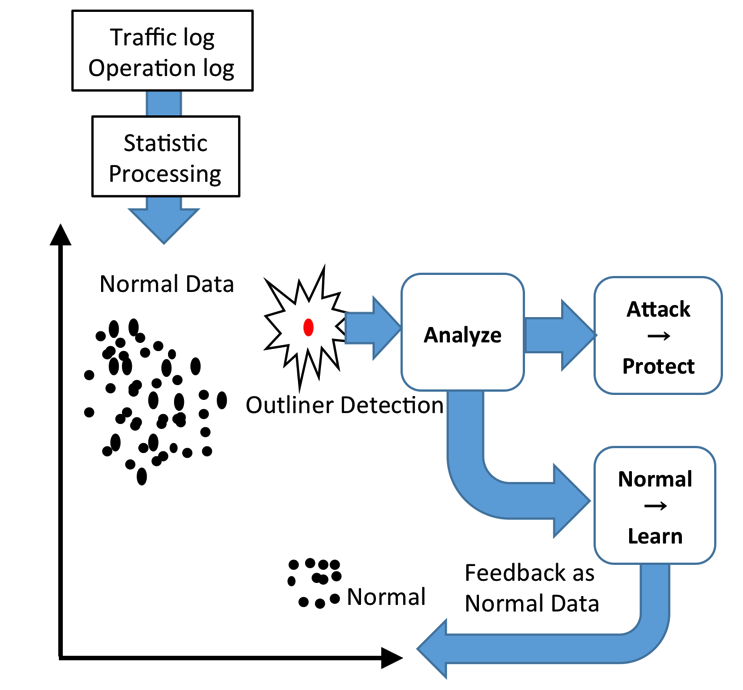 Traffic log
Operation log
Statistic
Processing
Normal Data
Outliner Detection
Analyze
Attack
→
Protect
Normal
→
Learn
Feedback as
Normal Data
Normal